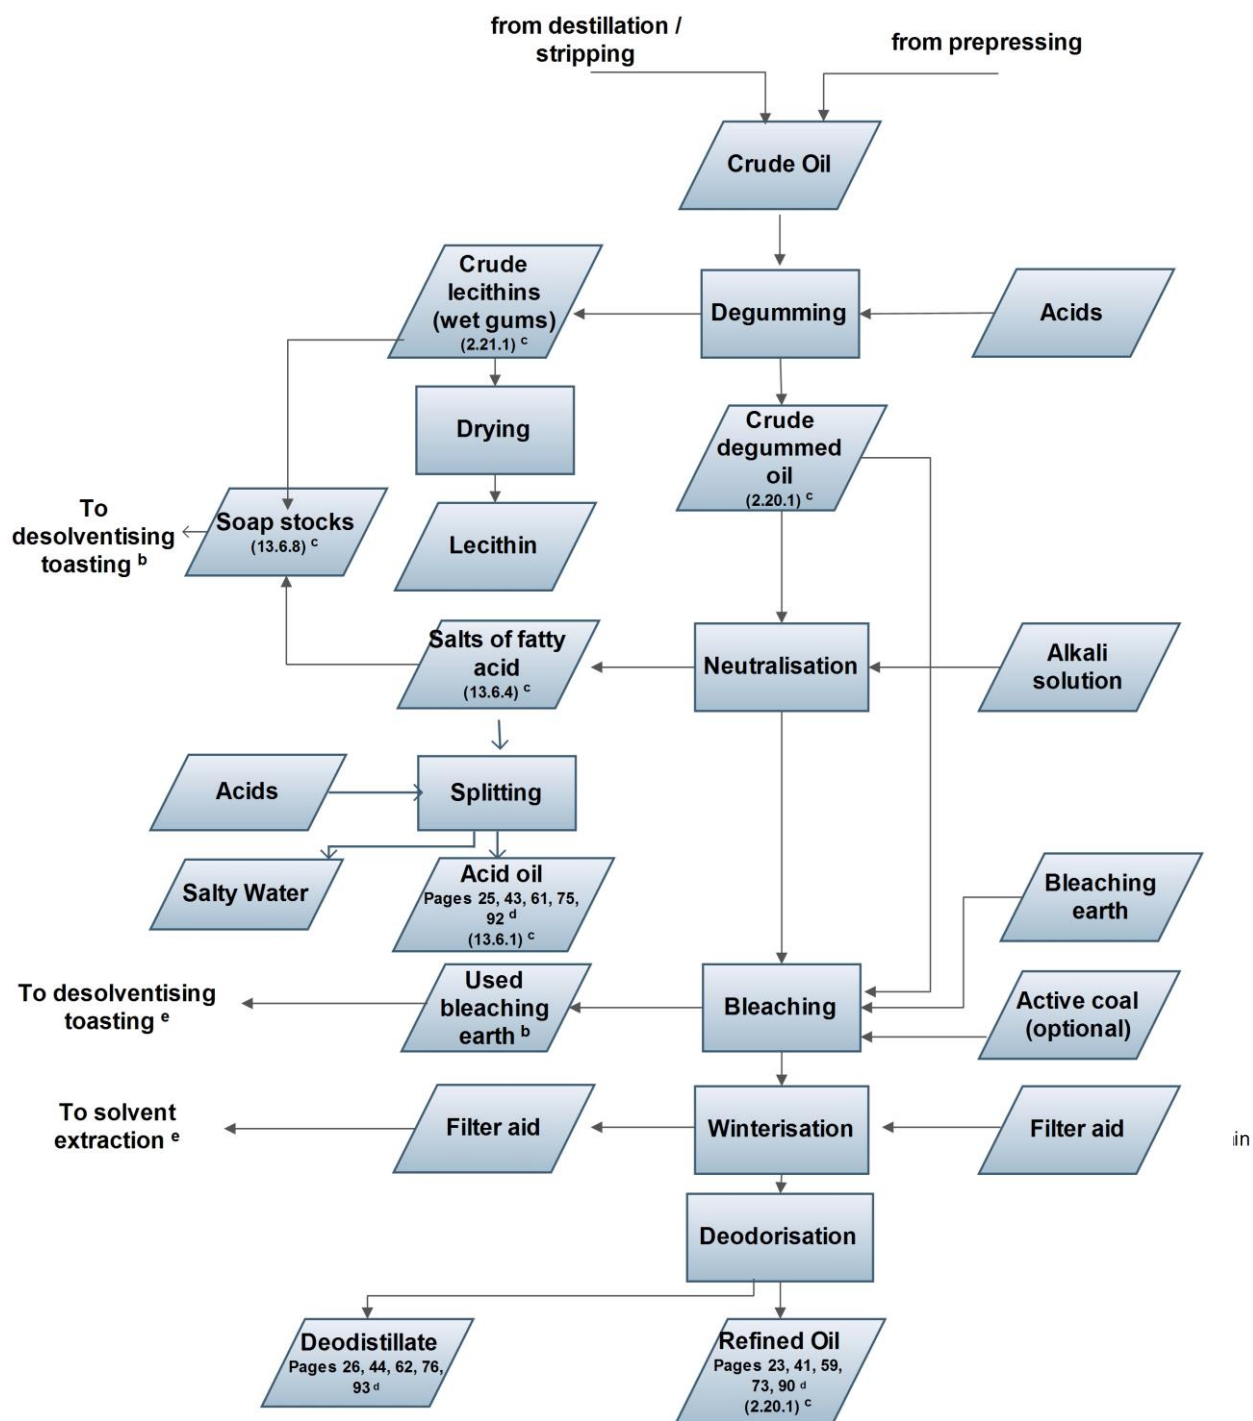 from destillation /
stripping
from prepressing
Crude Oil
Crude
lecithins
(wet gums)
(2.21.1) c
Degumming
Acids
Drying
Crude
degummed
oil
(2.20.1) c
To
desolventising
toasting b
Soap stocks
(13.6.8) c
Lecithin
Salts of fatty
acid
(13.6.4) c
Neutralisation
Alkali
solution
Acids
Splitting
Salty Water
Acid oil
Pages 25, 43, 61, 75,
92 d
(13.6.1) c
Bleaching
earth
To desolventising
toasting e
Used
bleaching
earth b
Bleaching
Active coal
(optional)
To solvent
extraction e
Filter aid
Winterisation
Filter aid
Deodorisation
Deodistillate
Pages 26, 44, 62, 76,
93 d
Refined Oil
Pages 23, 41, 59,
73, 90 d
(2.20.1) c